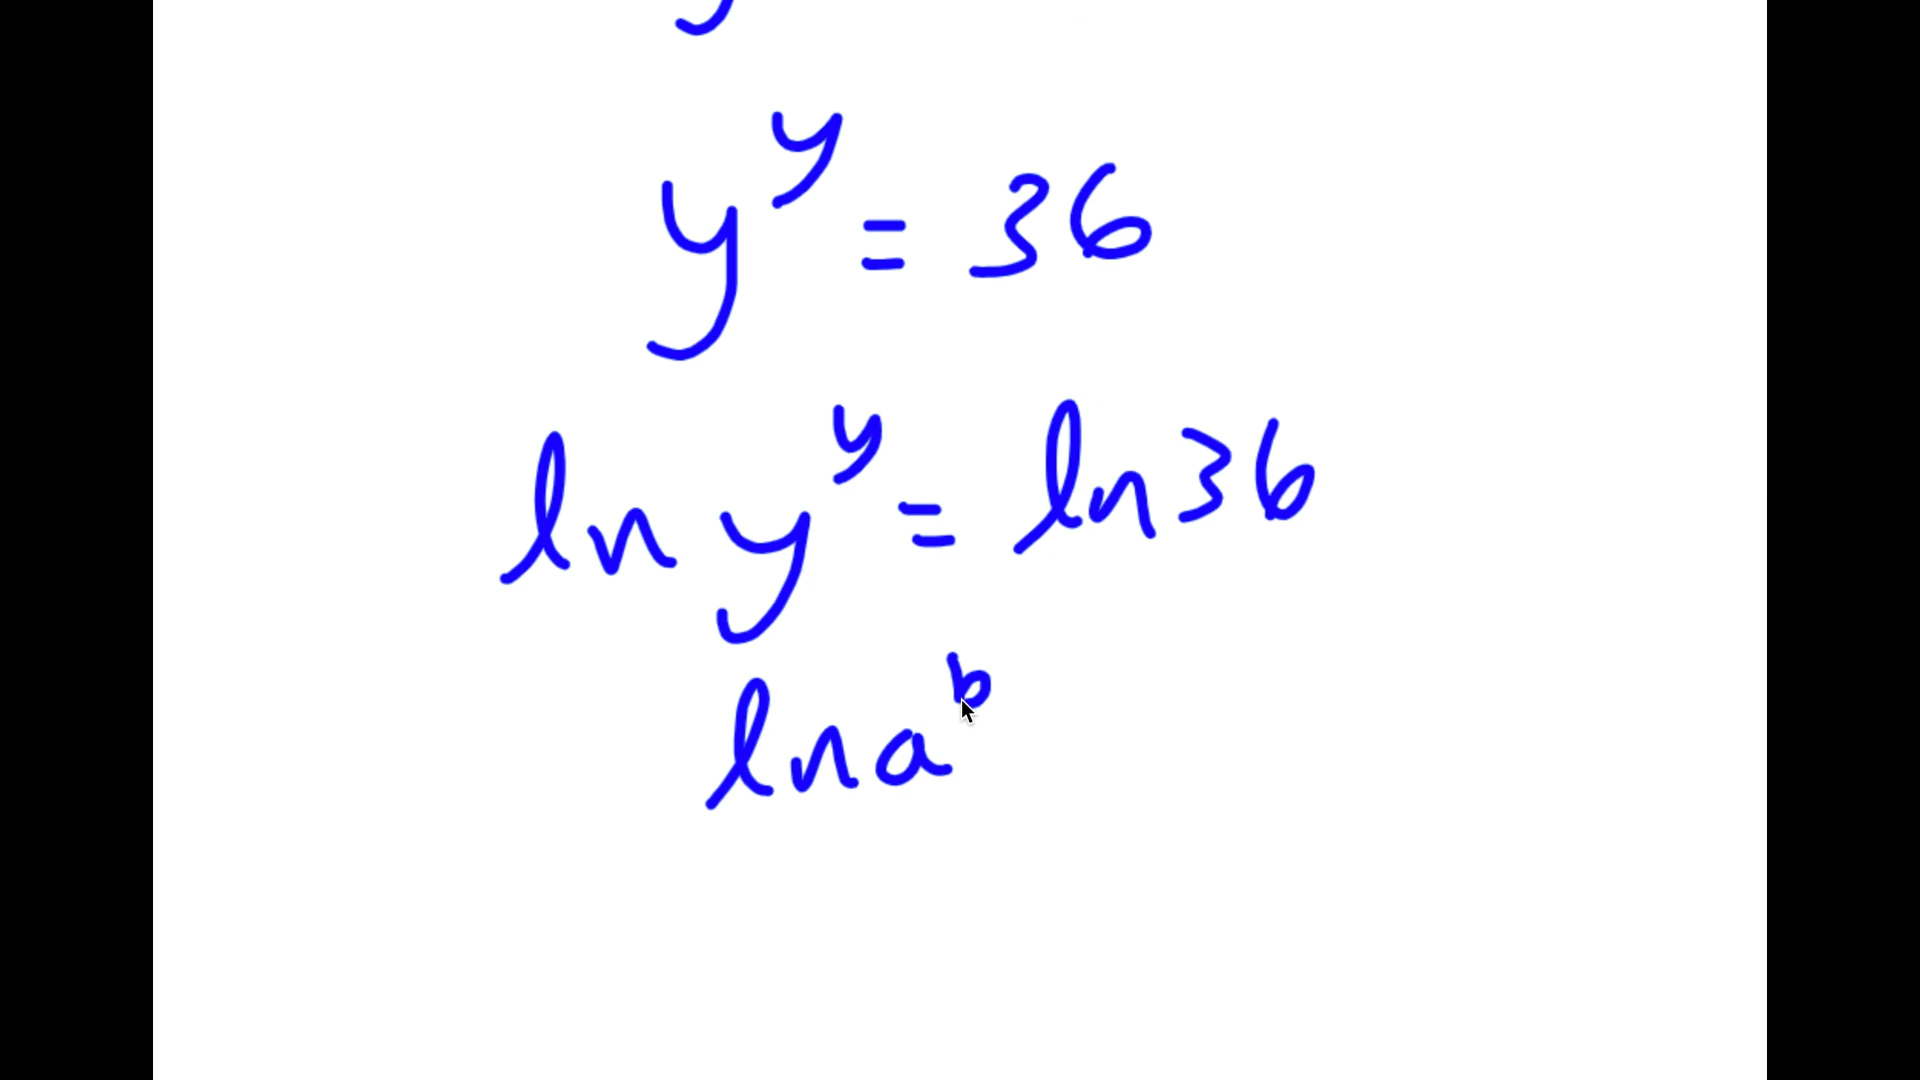 y^y = 36
ln y^y = ln 36
ln a^b